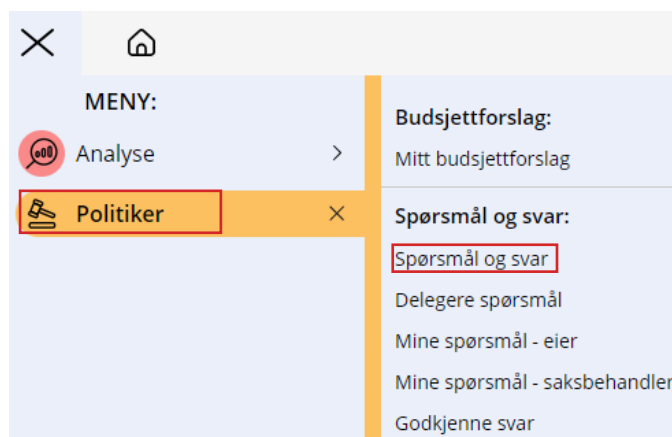 MENY:
Analyse
Politiker
Budsjettforslag:
Mitt budsjettforslag
Spørsmål og svar:
Spørsmål og svar
Delegere spørsmål
Mine spørsmål - eier
Mine spørsmål - saksbehandler
Godkjenne svar